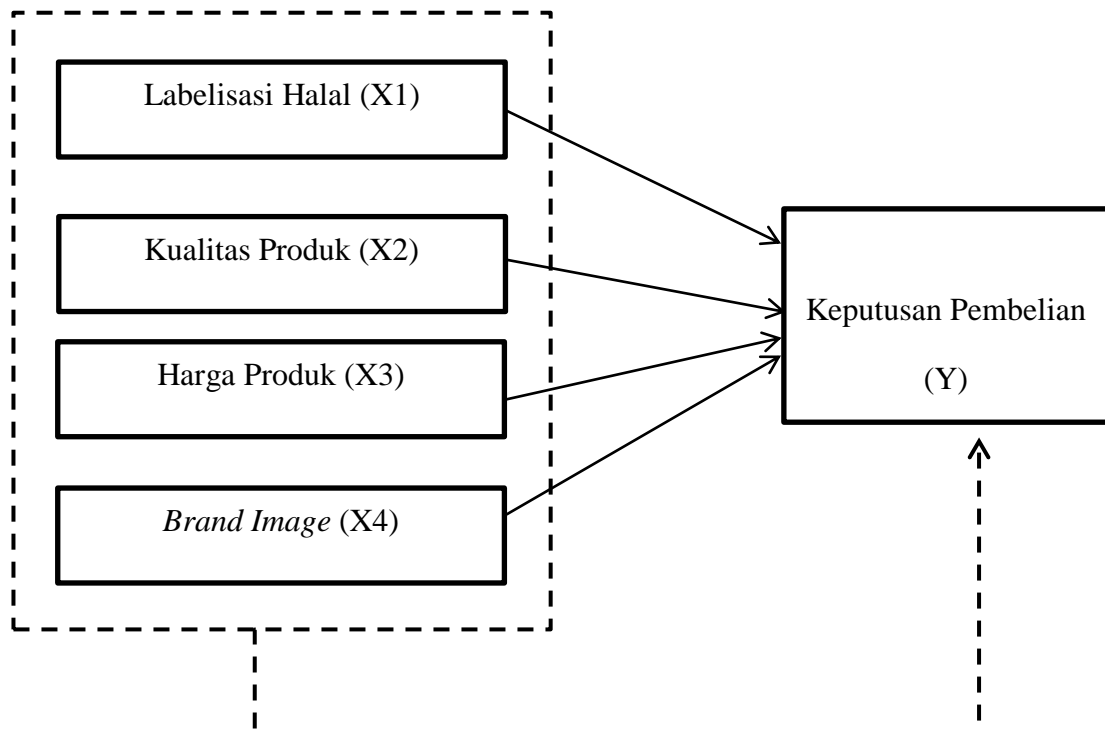 Labelisasi Halal (X1)
Kualitas Produk (X2)
Harga Produk (X3)
Brand Image (X4)
Keputusan Pembelian
(Y)